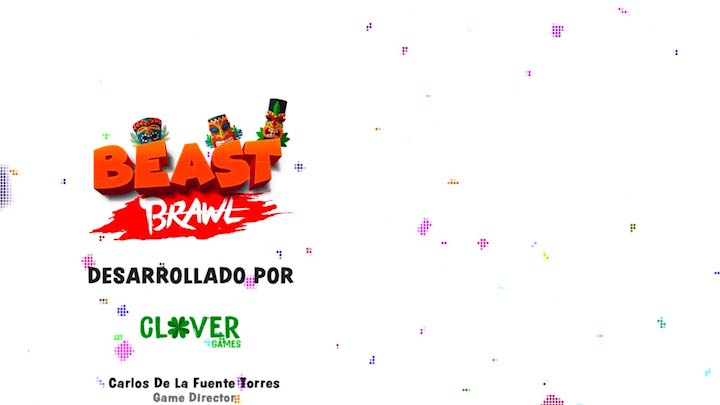 BEAST
BRAWL
DESARROLLADO POR
CLOVER
GAMES
Carlos De La Fuente Torres
Game Director